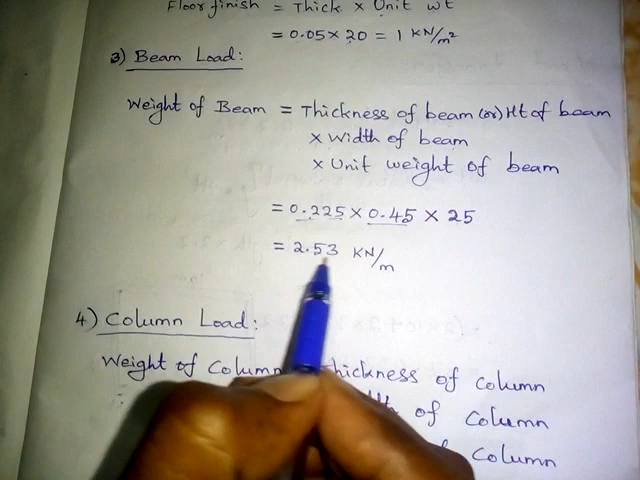 Floor finish = Thick x Unit wt
= 0.05 x 20 = 1 KN/m²
3) Beam Load:
Weight of Beam = Thickness of beam (or) Ht of beam
x Width of beam
x Unit weight of beam
= 0.225 x 0.45 x 25
= 2.53 KN/m
4) Column Load:
Weight of Column Thickness of column
of column
column